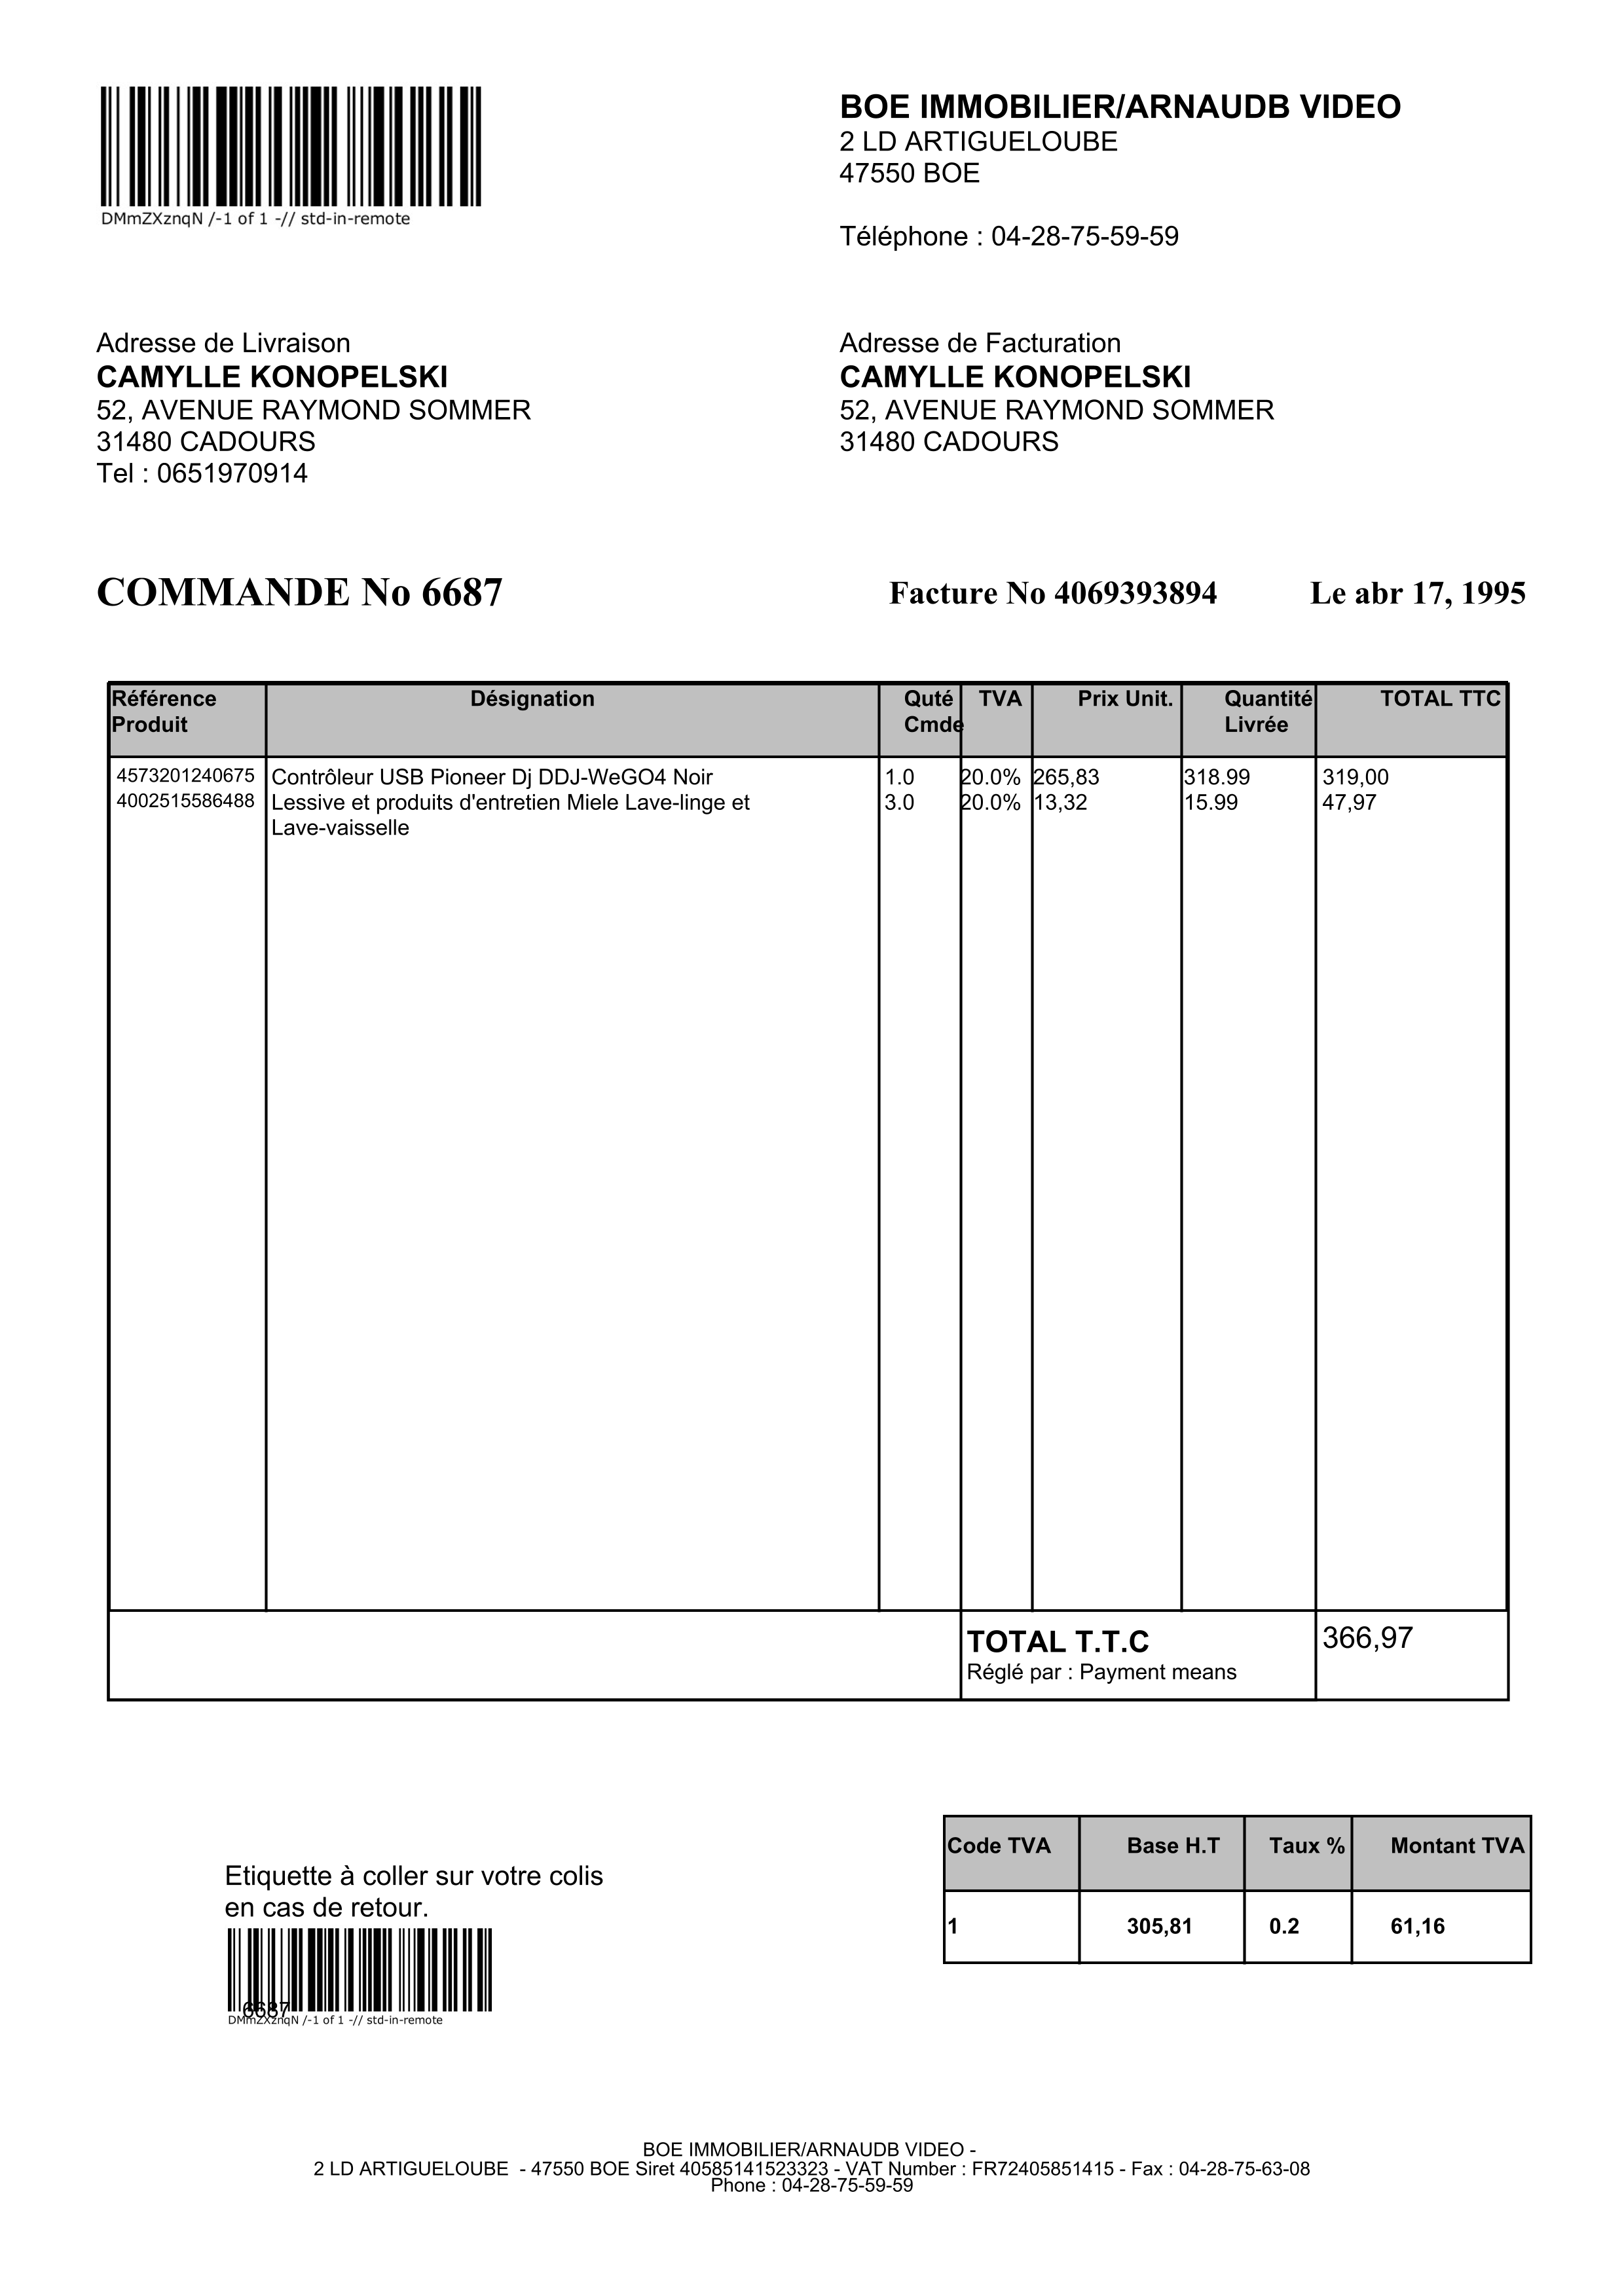 DMmZXznqN /-1 of 1 -// std-in-remote
BOE IMMOBILIER/ARNAUDB VIDEO
2 LD ARTIGUELOUBE
47550 BOE
Téléphone : 04-28-75-59-59
Adresse de Livraison
CAMYLLE KONOPELSKI
52, AVENUE RAYMOND SOMMER
31480 CADOURS
Tel : 0651970914
Adresse de Facturation
CAMYLLE KONOPELSKI
52, AVENUE RAYMOND SOMMER
31480 CADOURS
COMMANDE No 6687 Facture No 4069393894 Le abr 17, 1995
Référence Désignation Quté TVA Prix Unit. Quantité TOTAL TTC
Produit Cmde Livrée
4573201240675 Contrôleur USB Pioneer Dj DDJ-WeGO4 Noir 1.0 20.0% 265,83 318.99 319,00
4002515586488 Lessive et produits d'entretien Miele Lave-linge et 3.0 20.0% 13,32 15.99 47,97
Lave-vaisselle
TOTAL T.T.C 366,97
Réglé par : Payment means
Code TVA Base H.T Taux % Montant TVA
1 305,81 0.2 61,16
Etiquette à coller sur votre colis
en cas de retour.
6687
DMmZXznqN /-1 of 1 -// std-in-remote
BOE IMMOBILIER/ARNAUDB VIDEO -
2 LD ARTIGUELOUBE - 47550 BOE Siret 40585141523323 - VAT Number : FR72405851415 - Fax : 04-28-75-63-08
Phone : 04-28-75-59-59